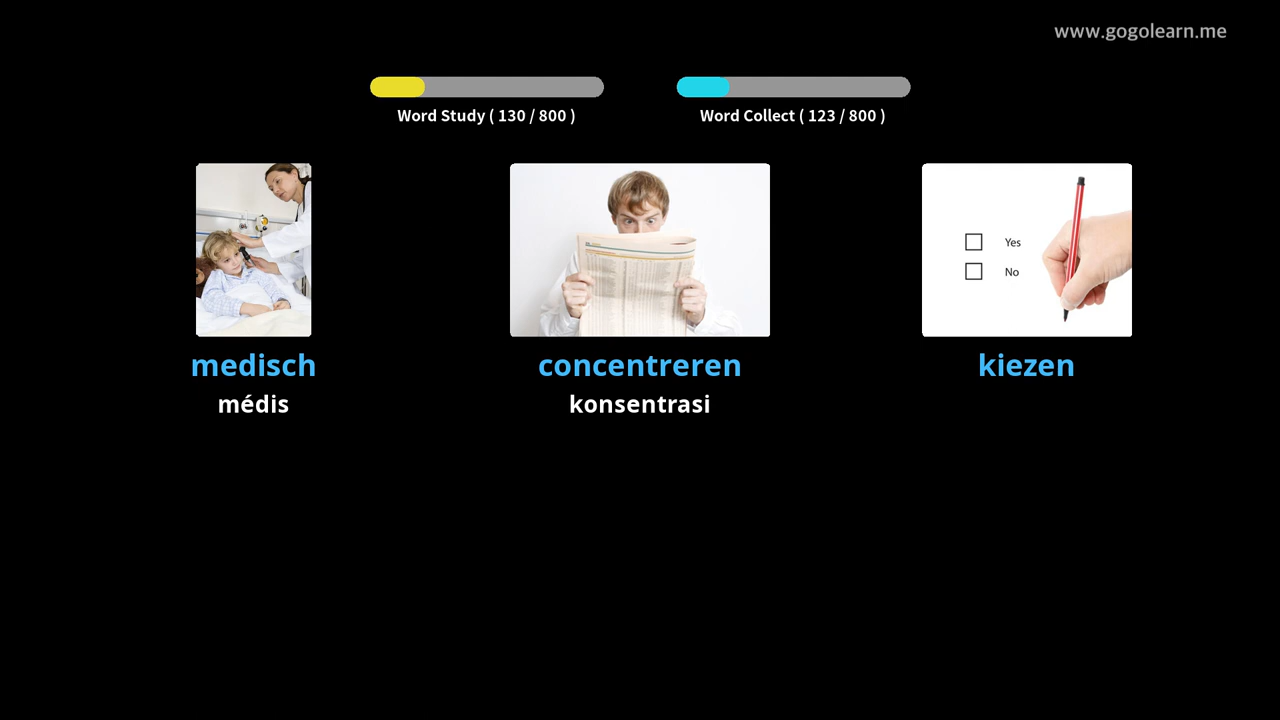 www.gogolearn.me
Word Study ( 130 / 800 )
Word Collect ( 123 / 800 )
Yes
No
medisch
concentreren
kiezen
médis
konsentrasi